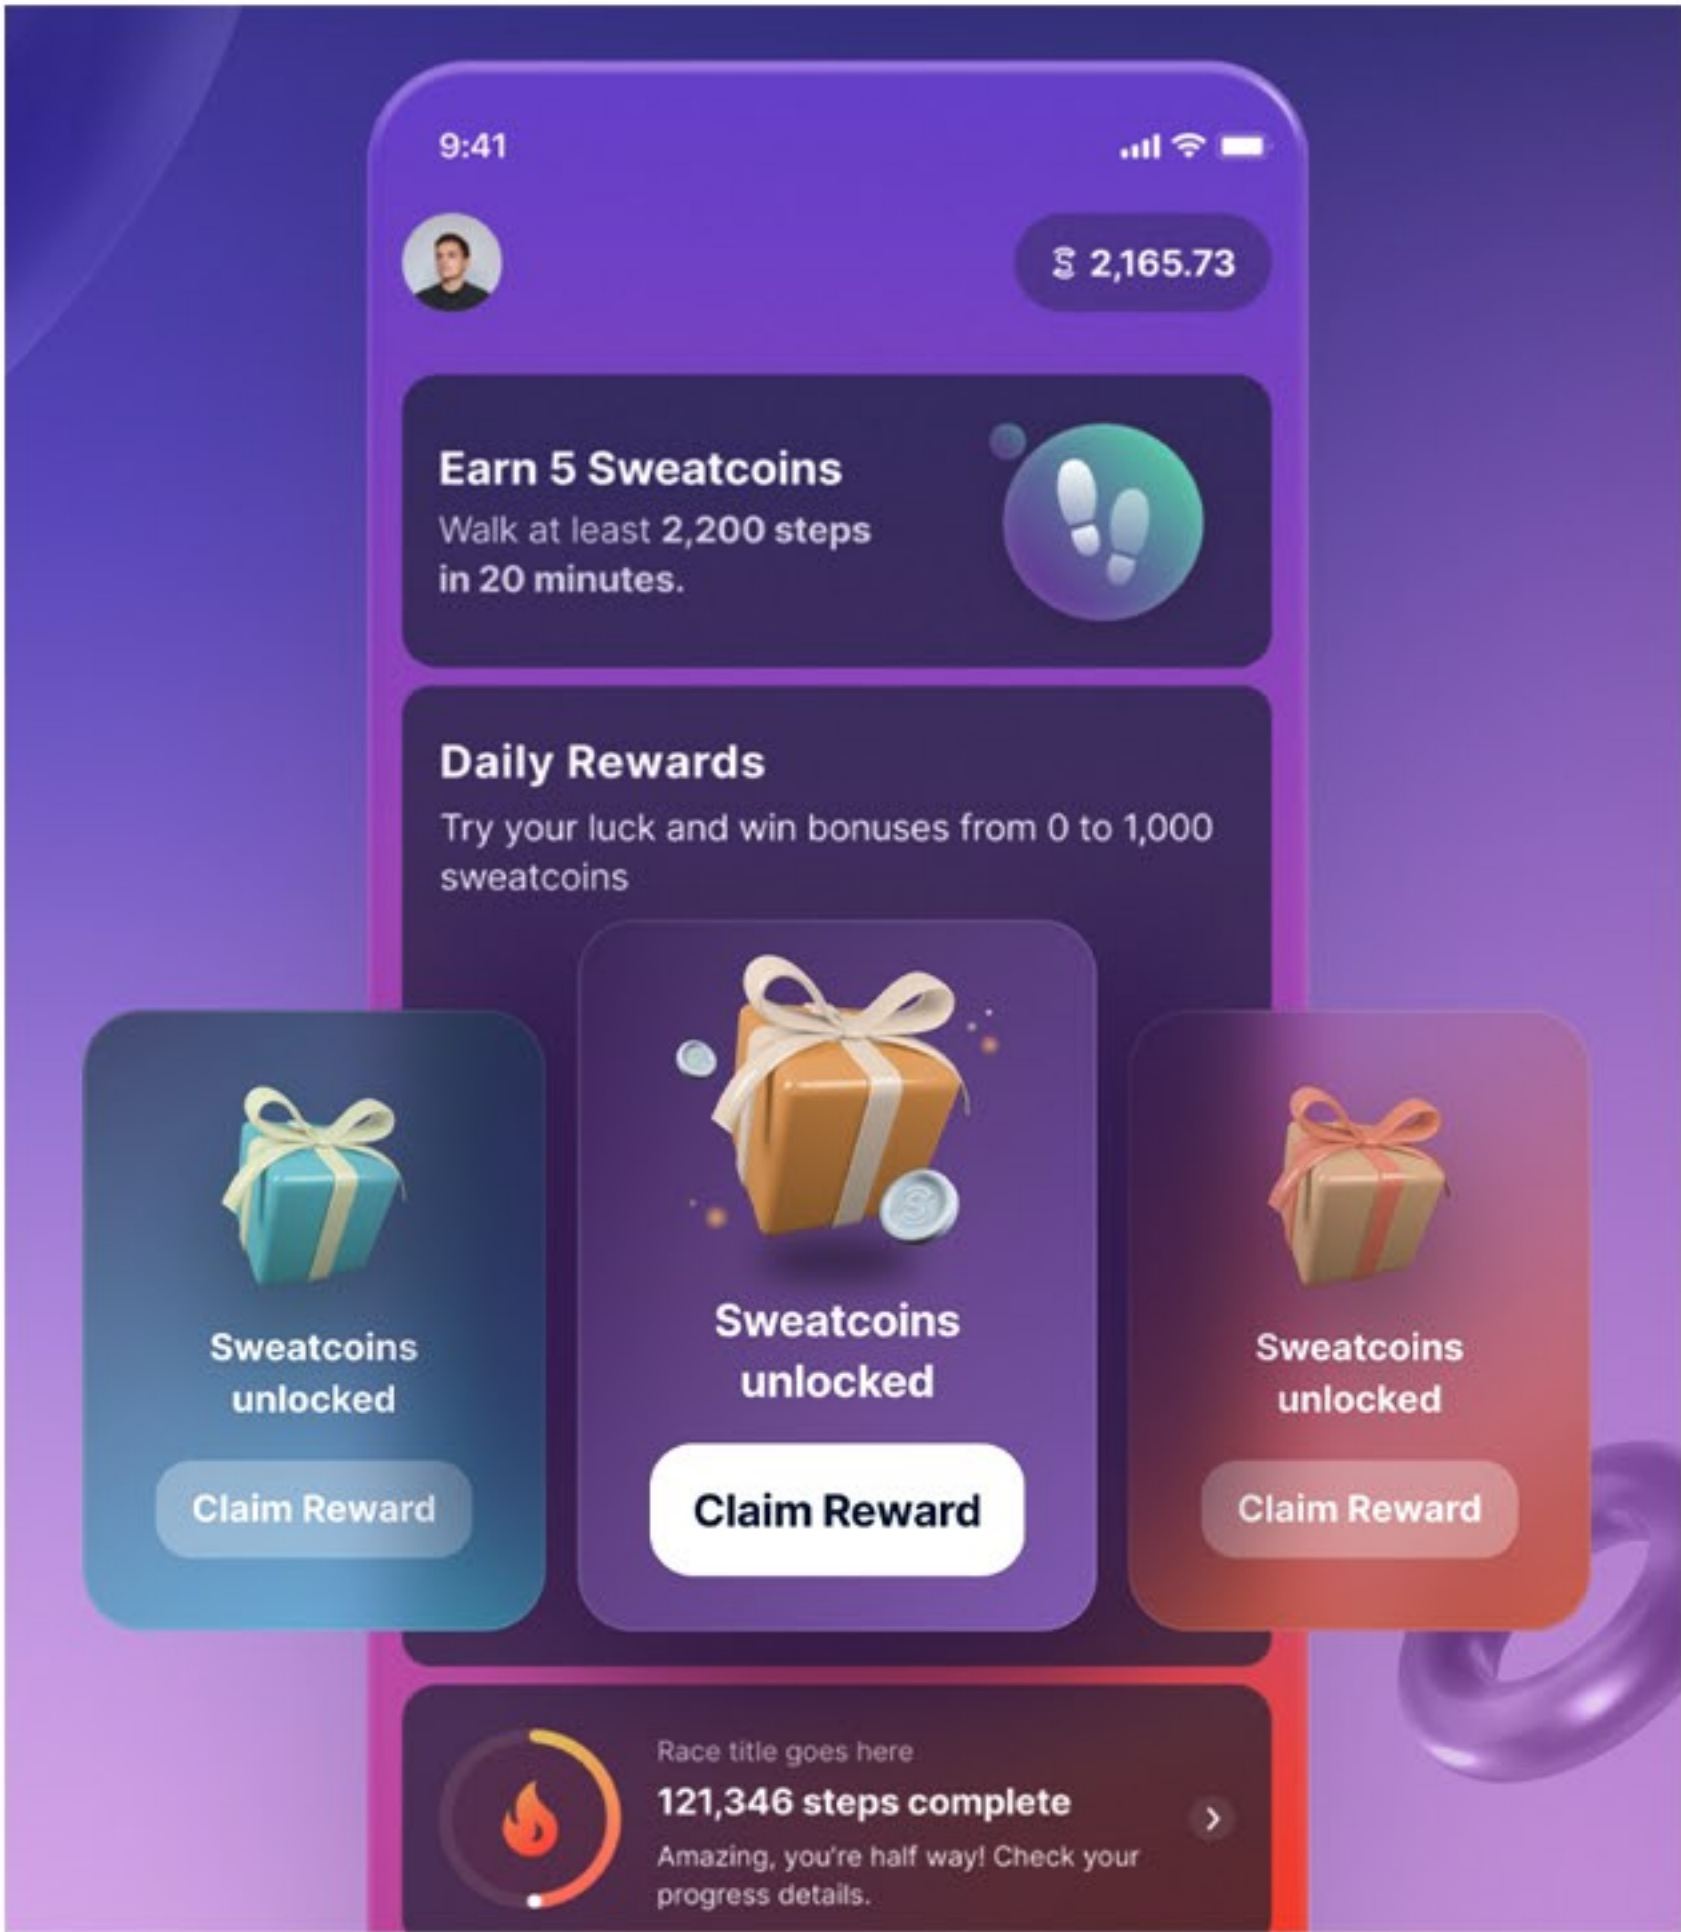 9:41
2,165.73
Earn 5 Sweatcoins
Walk at least 2,200 steps
in 20 minutes.
Daily Rewards
Try your luck and win bonuses from 0 to 1,000
sweatcoins
Sweatcoins
unlocked
Claim Reward
Sweatcoins
unlocked
Claim Reward
Sweatcoins
unlocked
Claim Reward
Race title goes here
121,346 steps complete
Amazing, you're half way! Check your
progress details.